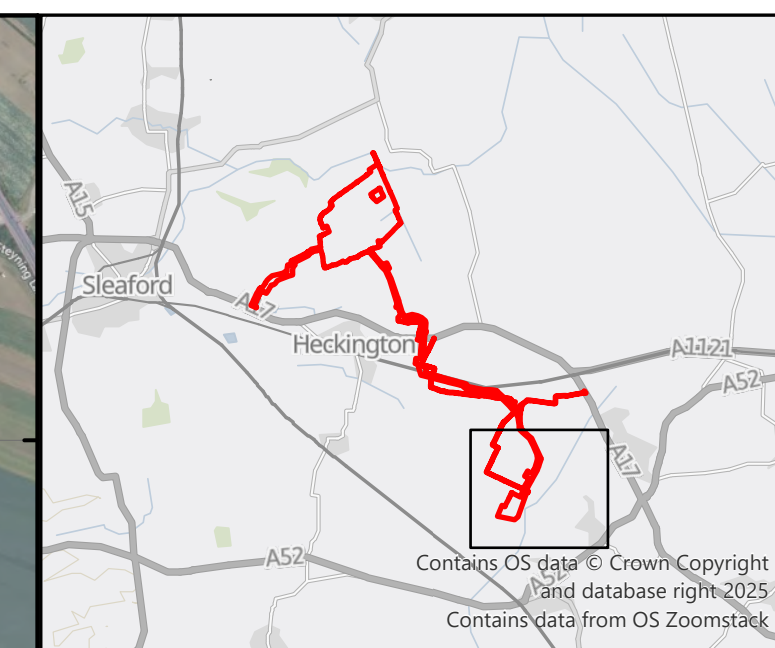 A15
Sleaford
A17
Heckington
A1121
A52
A17
A52
A52
Contains OS data © Crown Copyright
and database right 2025
Contains data from OS Zoomstack